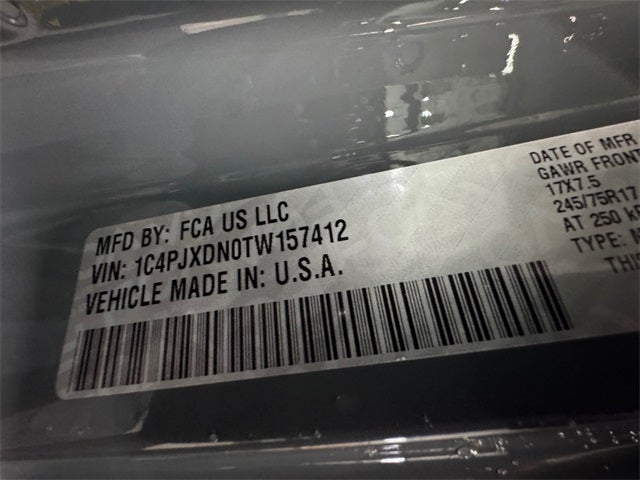 MFD BY: FCA US LLC
VIN: 1C4PJXDN0TW157412
VEHICLE MADE IN: U.S.A.
DATE OF MFR
GAWR FRONT
17X7.5
245/75R17
AT 250
TYPE: